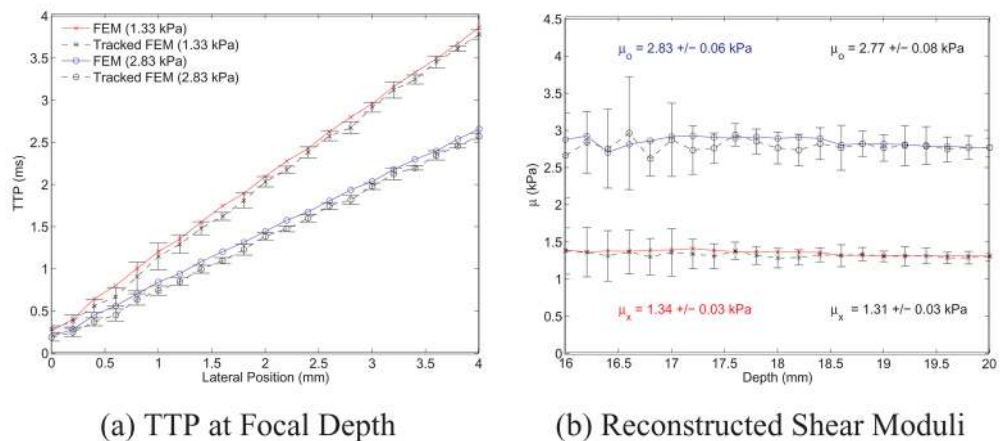 FEM (1.33 kPa)
Tracked FEM (1.33 kPa)
FEM (2.83 kPa)
Tracked FEM (2.83 kPa)
4
3.5
3
2.5
2
1.5
1
0.5
0
TTP (ms)
0 0.5 1 1.5 2 2.5 3 3.5 4
Lateral Position (mm)
(a) TTP at Focal Depth
μo = 2.83 +/− 0.06 kPa
μo = 2.77 +/− 0.08 kPa
4.5
4
3.5
3
2.5
2
1.5
1
0.5
0
μ (kPa)
μx = 1.34 +/− 0.03 kPa
μx = 1.31 +/− 0.03 kPa
16 16.5 17 17.5 18 18.5 19 19.5 20
Depth (mm)
(b) Reconstructed Shear Moduli